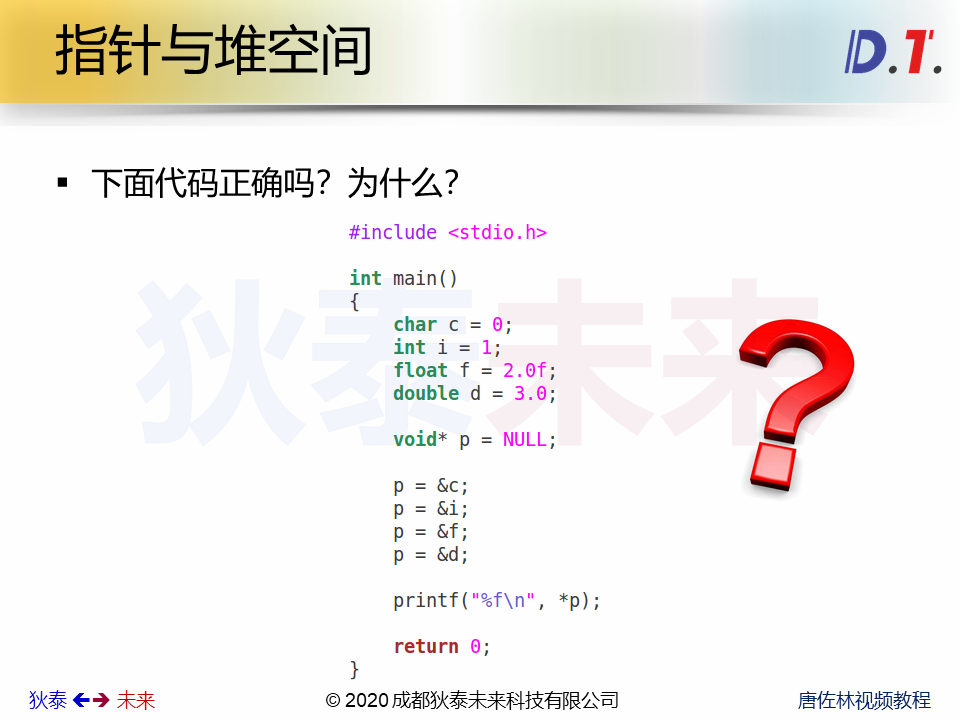 指针与堆空间
D.T.
▪ 下面代码正确吗？为什么？
#include <stdio.h>
int main()
{
    char c = 0;
    int i = 1;
    float f = 2.0f;
    double d = 3.0;
    void* p = NULL;
    p = &c;
    p = &i;
    p = &f;
    p = &d;
    printf("%f\n", *p);
    return 0;
}
狄泰未来
狄泰 🡸🡺 未来 © 2020 成都狄泰未来科技有限公司 唐佐林视频教程